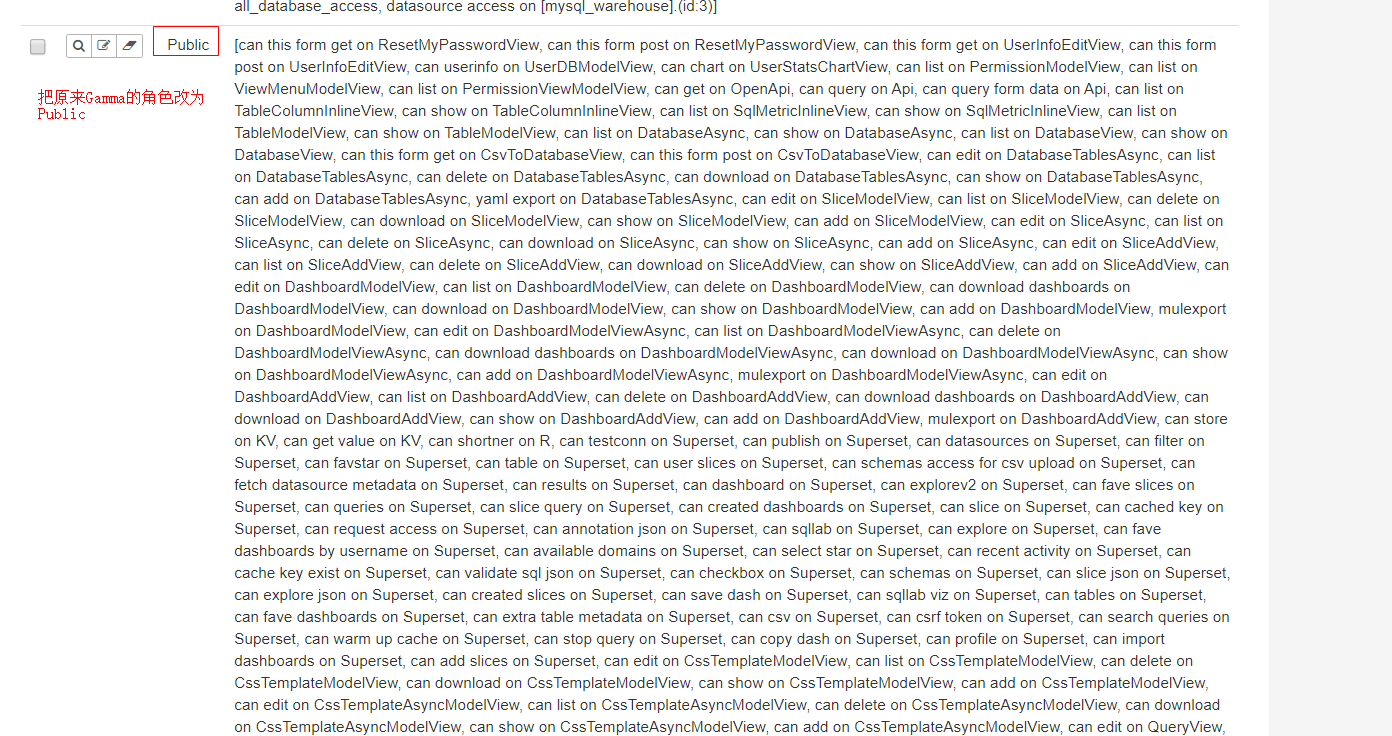 all_database_access, datasource access on [mysql_warehouse].(id:3)]
Public
[can this form get on ResetMyPasswordView, can this form post on ResetMyPasswordView, can this form get on UserInfoEditView, can this form
post on UserInfoEditView, can userinfo on UserDBModelView, can chart on UserStatsChartView, can list on PermissionModelView, can list on
ViewMenuModelView, can list on PermissionViewModelView, can get on OpenApi, can query on Api, can query form data on Api, can list on
TableColumnInlineView, can show on TableColumnInlineView, can list on SqlMetricInlineView, can show on SqlMetricInlineView, can list on
TableModelView, can show on TableModelView, can list on DatabaseAsync, can show on DatabaseAsync, can list on DatabaseView, can show on
DatabaseView, can this form get on CsvToDatabaseView, can this form post on CsvToDatabaseView, can edit on DatabaseTablesAsync, can list
on DatabaseTablesAsync, can delete on DatabaseTablesAsync, can download on DatabaseTablesAsync, can show on DatabaseTablesAsync,
can add on DatabaseTablesAsync, yaml export on DatabaseTablesAsync, can edit on SliceModelView, can list on SliceModelView, can delete on
SliceModelView, can download on SliceModelView, can show on SliceModelView, can add on SliceModelView, can edit on SliceAsync, can list on
SliceAsync, can delete on SliceAsync, can download on SliceAsync, can show on SliceAsync, can add on SliceAsync, can edit on SliceAddView,
can list on SliceAddView, can delete on SliceAddView, can download on SliceAddView, can show on SliceAddView, can add on SliceAddView, can
edit on DashboardModelView, can list on DashboardModelView, can delete on DashboardModelView, can download dashboards on
DashboardModelView, can download on DashboardModelView, can show on DashboardModelView, can add on DashboardModelView, mulexport
on DashboardModelView, can edit on DashboardModelViewAsync, can list on DashboardModelViewAsync, can delete on
DashboardModelViewAsync, can download dashboards on DashboardModelViewAsync, can download on DashboardModelViewAsync, can show
on DashboardModelViewAsync, can add on DashboardModelViewAsync, mulexport on DashboardModelViewAsync, can edit on
DashboardAddView, can list on DashboardAddView, can delete on DashboardAddView, can download dashboards on DashboardAddView, can
download on DashboardAddView, can show on DashboardAddView, can add on DashboardAddView, mulexport on DashboardAddView, can store
on KV, can get value on KV, can shortner on R, can testconn on Superset, can publish on Superset, can datasources on Superset, can filter on
Superset, can favstar on Superset, can table on Superset, can user slices on Superset, can schemas access for csv upload on Superset, can
fetch datasource metadata on Superset, can results on Superset, can dashboard on Superset, can explorev2 on Superset, can fave slices on
Superset, can queries on Superset, can slice query on Superset, can created dashboards on Superset, can slice on Superset, can cached key on
Superset, can request access on Superset, can annotation json on Superset, can sqllab on Superset, can explore on Superset, can fave
dashboards by username on Superset, can available domains on Superset, can select star on Superset, can recent activity on Superset, can
cache key exist on Superset, can validate sql json on Superset, can checkbox on Superset, can schemas on Superset, can slice json on Superset,
can explore json on Superset, can created slices on Superset, can save dash on Superset, can sqllab viz on Superset, can tables on Superset,
can fave dashboards on Superset, can extra table metadata on Superset, can csv on Superset, can csrf token on Superset, can search queries on
Superset, can warm up cache on Superset, can stop query on Superset, can copy dash on Superset, can profile on Superset, can import
dashboards on Superset, can add slices on Superset, can edit on CssTemplateModelView, can list on CssTemplateModelView, can delete on
CssTemplateModelView, can download on CssTemplateModelView, can show on CssTemplateModelView, can add on CssTemplateModelView,
can edit on CssTemplateAsyncModelView, can list on CssTemplateAsyncModelView, can delete on CssTemplateAsyncModelView, can download
on CssTemplateAsyncModelView, can show on CssTemplateAsyncModelView, can add on CssTemplateAsyncModelView, can edit on QueryView,
把原来Gamma的角色改为
Public